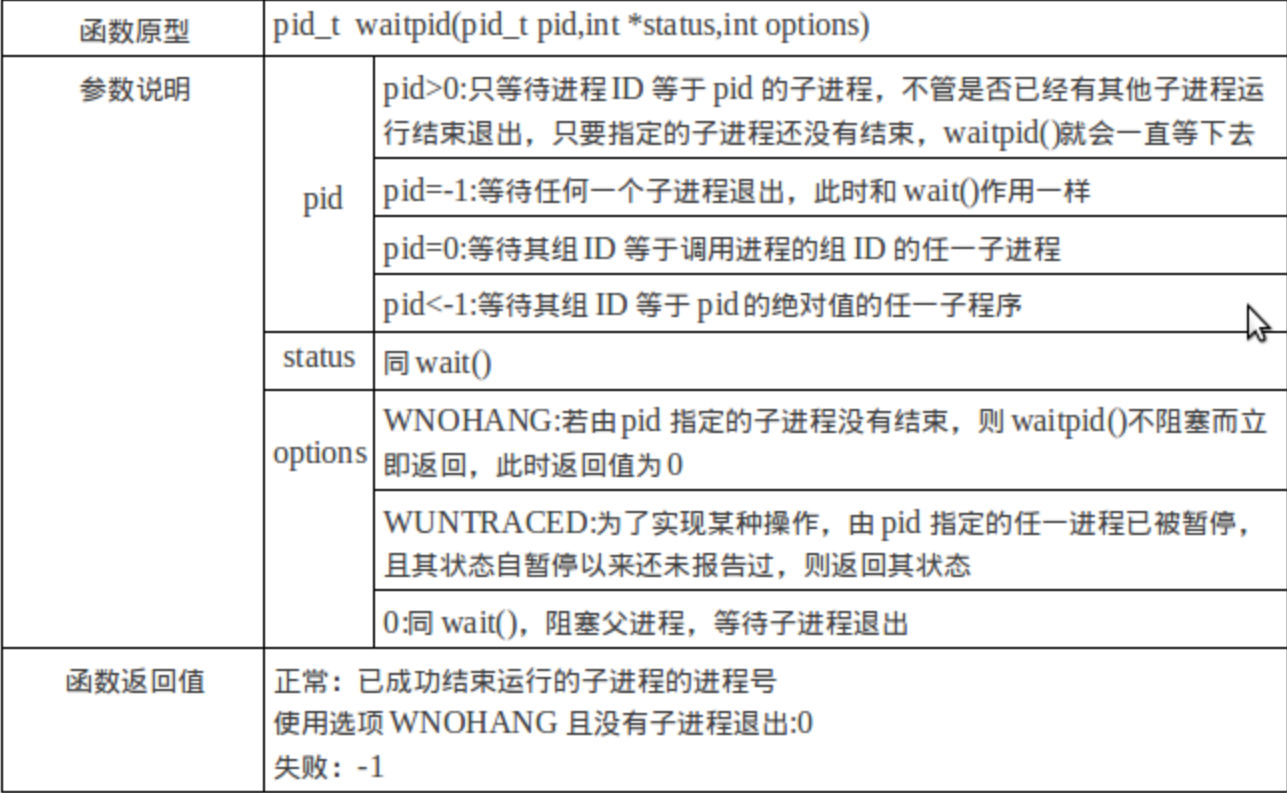 函数原型
pid_t waitpid(pid_t pid,int *status,int options)
参数说明
pid
pid>0:只等待进程 ID 等于 pid 的子进程，不管是否已经有其他子进程运
行结束退出，只要指定的子进程还没有结束，waitpid()就会一直等下去
pid=-1:等待任何一个子进程退出，此时和 wait()作用一样
pid=0:等待其组 ID 等于调用进程的组 ID 的任一子进程
pid<-1:等待其组 ID 等于 pid 的绝对值的任一子程序
status
同 wait()
options
WNOHANG:若由 pid 指定的子进程没有结束，则 waitpid()不阻塞而立
即返回，此时返回值为 0
WUNTRACED:为了实现某种操作，由 pid 指定的任一进程已被暂停，
且其状态自暂停以来还未报告过，则返回其状态
0:同 wait()，阻塞父进程，等待子进程退出
函数返回值
正常：已成功结束运行的子进程的进程号
使用选项 WNOHANG 且没有子进程退出:0
失败：-1